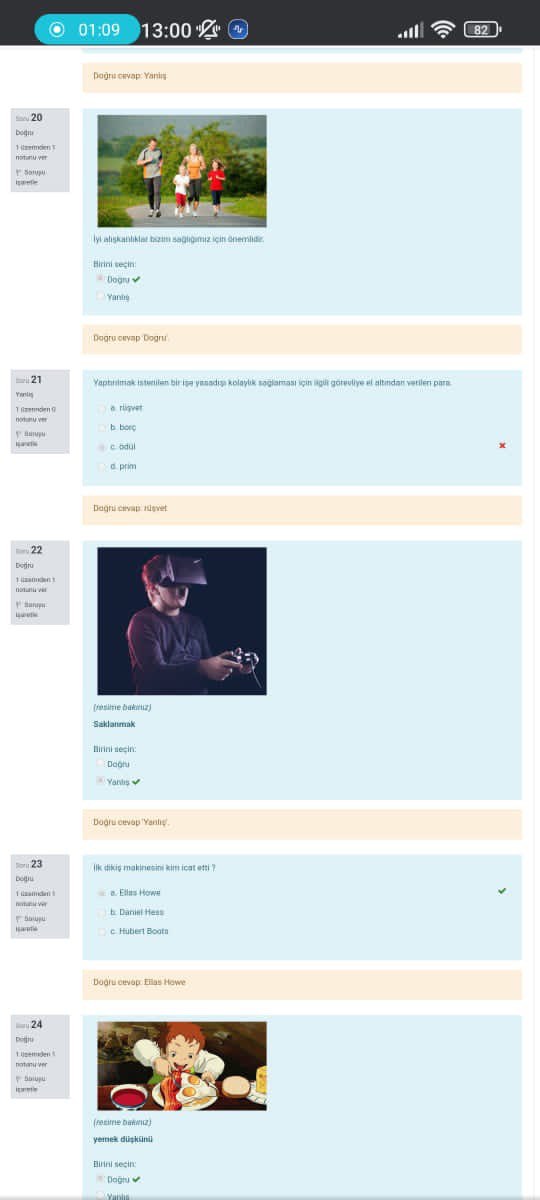 01:09 13:00 82
Doğru cevap: Yanlış
Soru 20
Doğru
1 üzerinden 1
notunu ver
Soruyu
işaretle
İyi alışkanlıklar bizim sağlığımız için önemlidir.
Birini seçin:
Doğru
Yanlış
Doğru cevap 'Doğru'.
Soru 21
Yanlış
1 üzerinden 0
notunu ver
Soruyu
işaretle
Yaptırılmak istenilen bir işe yasadışı kolaylık sağlaması için ilgili görevliye el altından verilen para.
a. rüşvet
b. borç
c. ödül
d. prim
Doğru cevap: rüşvet
Soru 22
Doğru
1 üzerinden 1
notunu ver
Soruyu
işaretle
(resime bakınız)
Saklanmak
Birini seçin:
Doğru
Yanlış
Doğru cevap 'Yanlış'.
Soru 23
Doğru
1 üzerinden 1
notunu ver
Soruyu
işaretle
İlk dikiş makinesini kim icat etti ?
a. Ellas Howe
b. Daniel Hess
c. Hubert Boots
Doğru cevap: Ellas Howe
Soru 24
Doğru
1 üzerinden 1
notunu ver
Soruyu
işaretle
(resime bakınız)
yemek düşkünü
Birini seçin:
Doğru
Yanlış